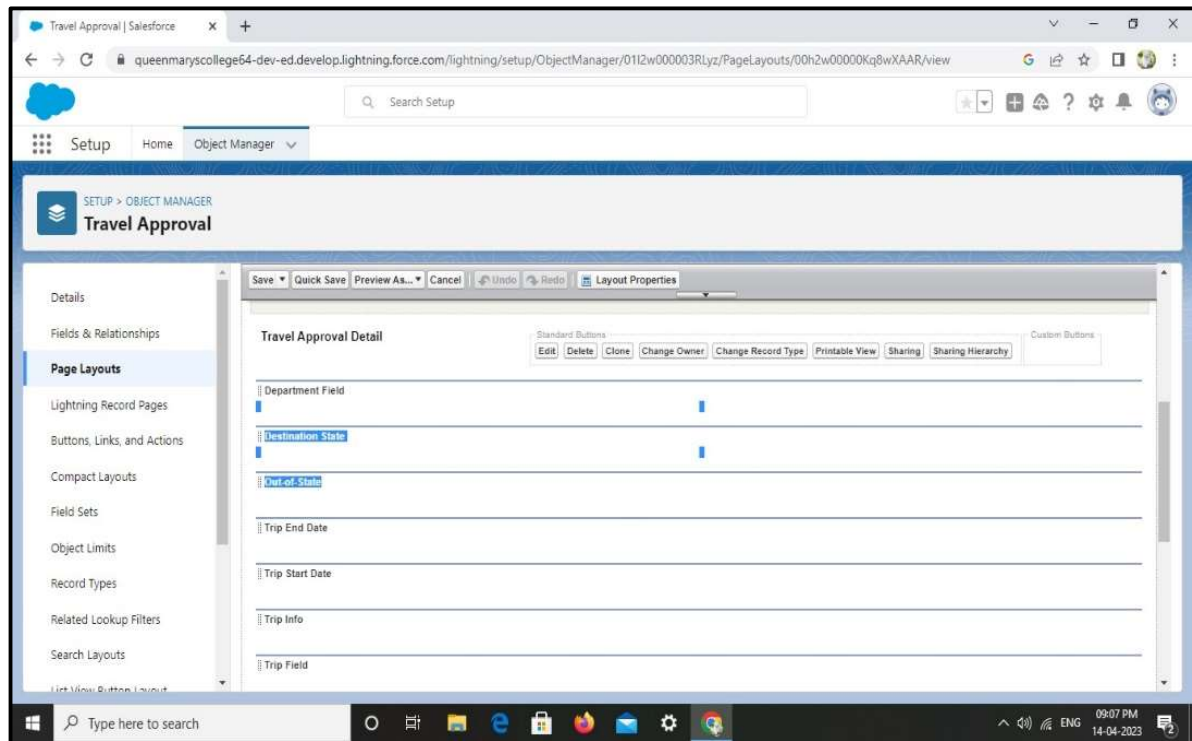 Travel Approval | Salesforce
queenmaryscollege64-dev-ed.develop.lightning.force.com/lightning/setup/ObjectManager/01I2w000003RLyz/PageLayouts/00h2w00000Kq8wXAAR/view
Search Setup
Setup Home Object Manager
SETUP > OBJECT MANAGER
Travel Approval
Details
Fields & Relationships
Page Layouts
Lightning Record Pages
Buttons, Links, and Actions
Compact Layouts
Field Sets
Object Limits
Record Types
Related Lookup Filters
Search Layouts
List View Button Layout
Save Quick Save Preview As... Cancel Undo Redo Layout Properties
Travel Approval Detail
Standard Buttons
Edit Delete Clone Change Owner Change Record Type Printable View Sharing Sharing Hierarchy
Custom Buttons
Department Field
Destination State
Out-of-State
Trip End Date
Trip Start Date
Trip Info
Trip Field
Type here to search
ENG
09:07 PM
14-04-2023
2